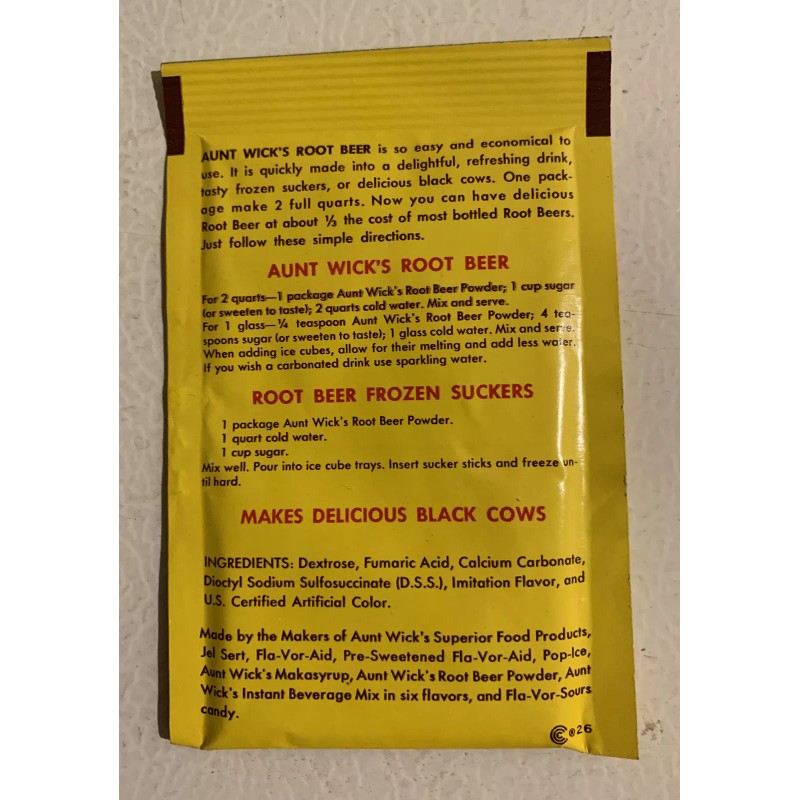 AUNT WICK'S ROOT BEER is so easy and economical to
use. It is quickly made into a delightful, refreshing drink,
tasty frozen suckers, or delicious black cows. One pack-
age make 2 full quarts. Now you can have delicious
Root Beer at about ⅓ the cost of most bottled Root Beers.
Just follow these simple directions.
AUNT WICK'S ROOT BEER
For 2 quarts—1 package Aunt Wick's Root Beer Powder; 1 cup sugar
(or sweeten to taste); 2 quarts cold water. Mix and serve.
For 1 glass—¼ teaspoon Aunt Wick's Root Beer Powder; 4 tea-
spoons sugar (or sweeten to taste); 1 glass cold water. Mix and serve.
When adding ice cubes, allow for their melting and add less water.
If you wish a carbonated drink use sparkling water.
ROOT BEER FROZEN SUCKERS
1 package Aunt Wick's Root Beer Powder.
1 quart cold water.
1 cup sugar.
Mix well. Pour into ice cube trays. Insert sucker sticks and freeze un-
til hard.
MAKES DELICIOUS BLACK COWS
INGREDIENTS: Dextrose, Fumaric Acid, Calcium Carbonate,
Dioctyl Sodium Sulfosuccinate (D.S.S.), Imitation Flavor, and
U.S. Certified Artificial Color.
Made by the Makers of Aunt Wick's Superior Food Products,
Jel Sert, Fla-Vor-Aid, Pre-Sweetened Fla-Vor-Aid, Pop-Ice,
Aunt Wick's Makasyrup, Aunt Wick's Root Beer Powder, Aunt
Wick's Instant Beverage Mix in six flavors, and Fla-Vor-Sours
candy.
®26